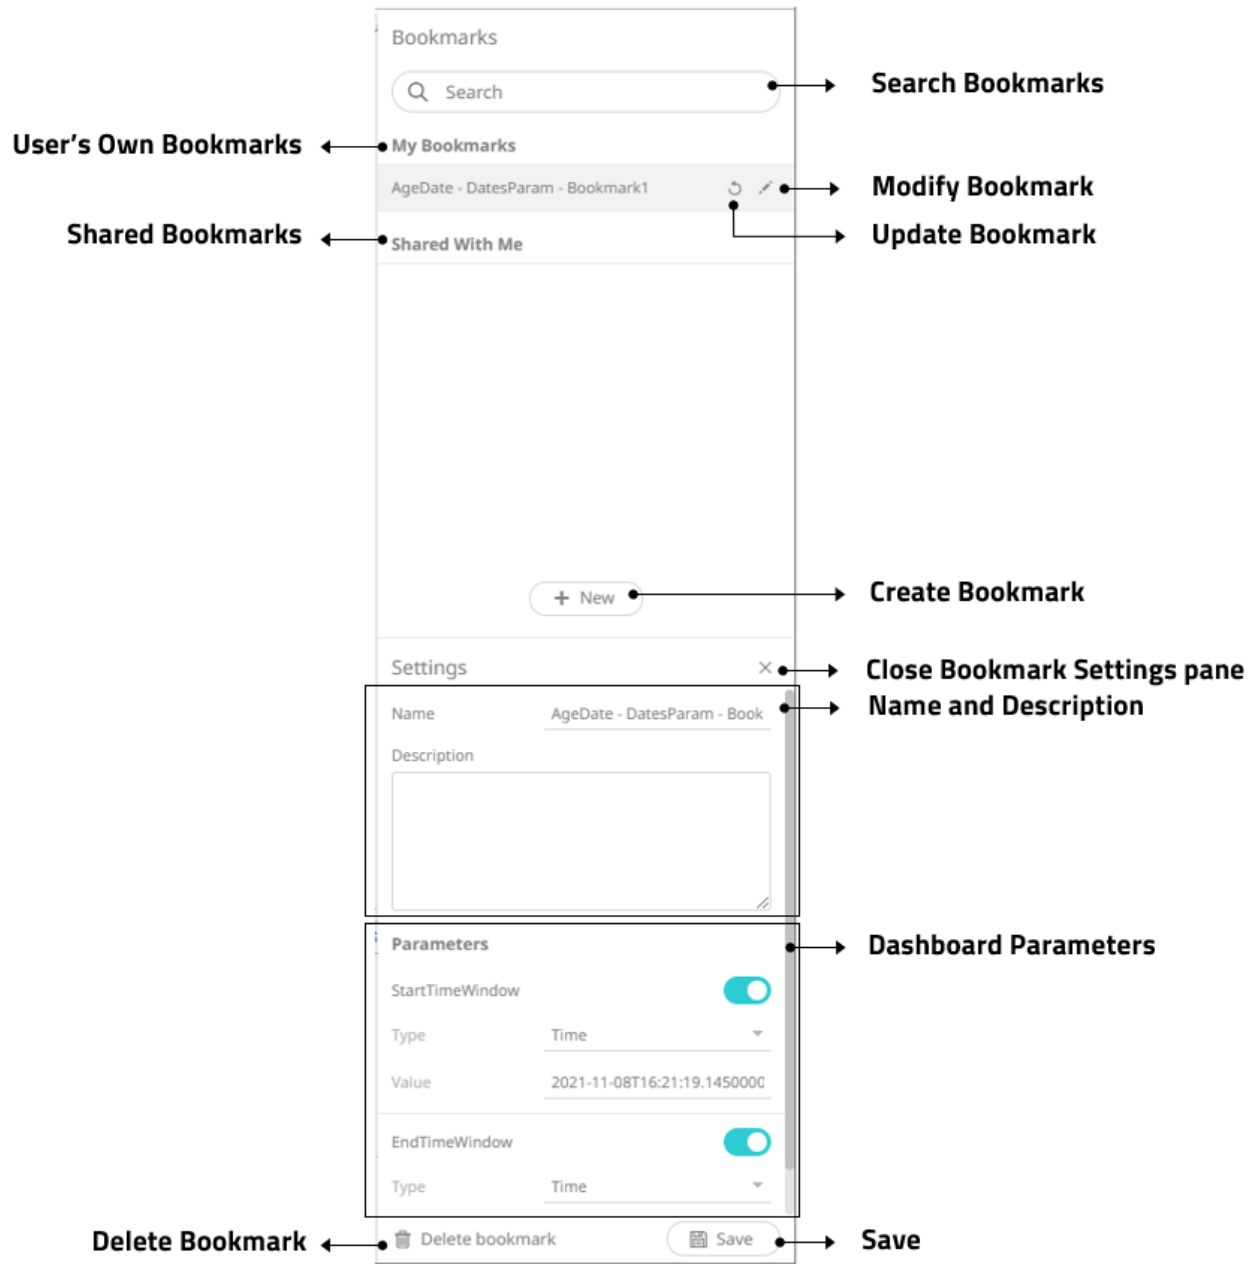 Bookmarks
Search
Search Bookmarks
User's Own Bookmarks
My Bookmarks
AgeDate - DatesParam - Bookmark1
Modify Bookmark
Shared Bookmarks
Shared With Me
Update Bookmark
+ New
Create Bookmark
Settings
Close Bookmark Settings pane
Name
AgeDate - DatesParam - Book
Name and Description
Description
Parameters
Dashboard Parameters
StartTimeWindow
Type
Time
Value
2021-11-08T16:21:19.1450000
EndTimeWindow
Type
Time
Delete Bookmark
Delete bookmark
Save
Save